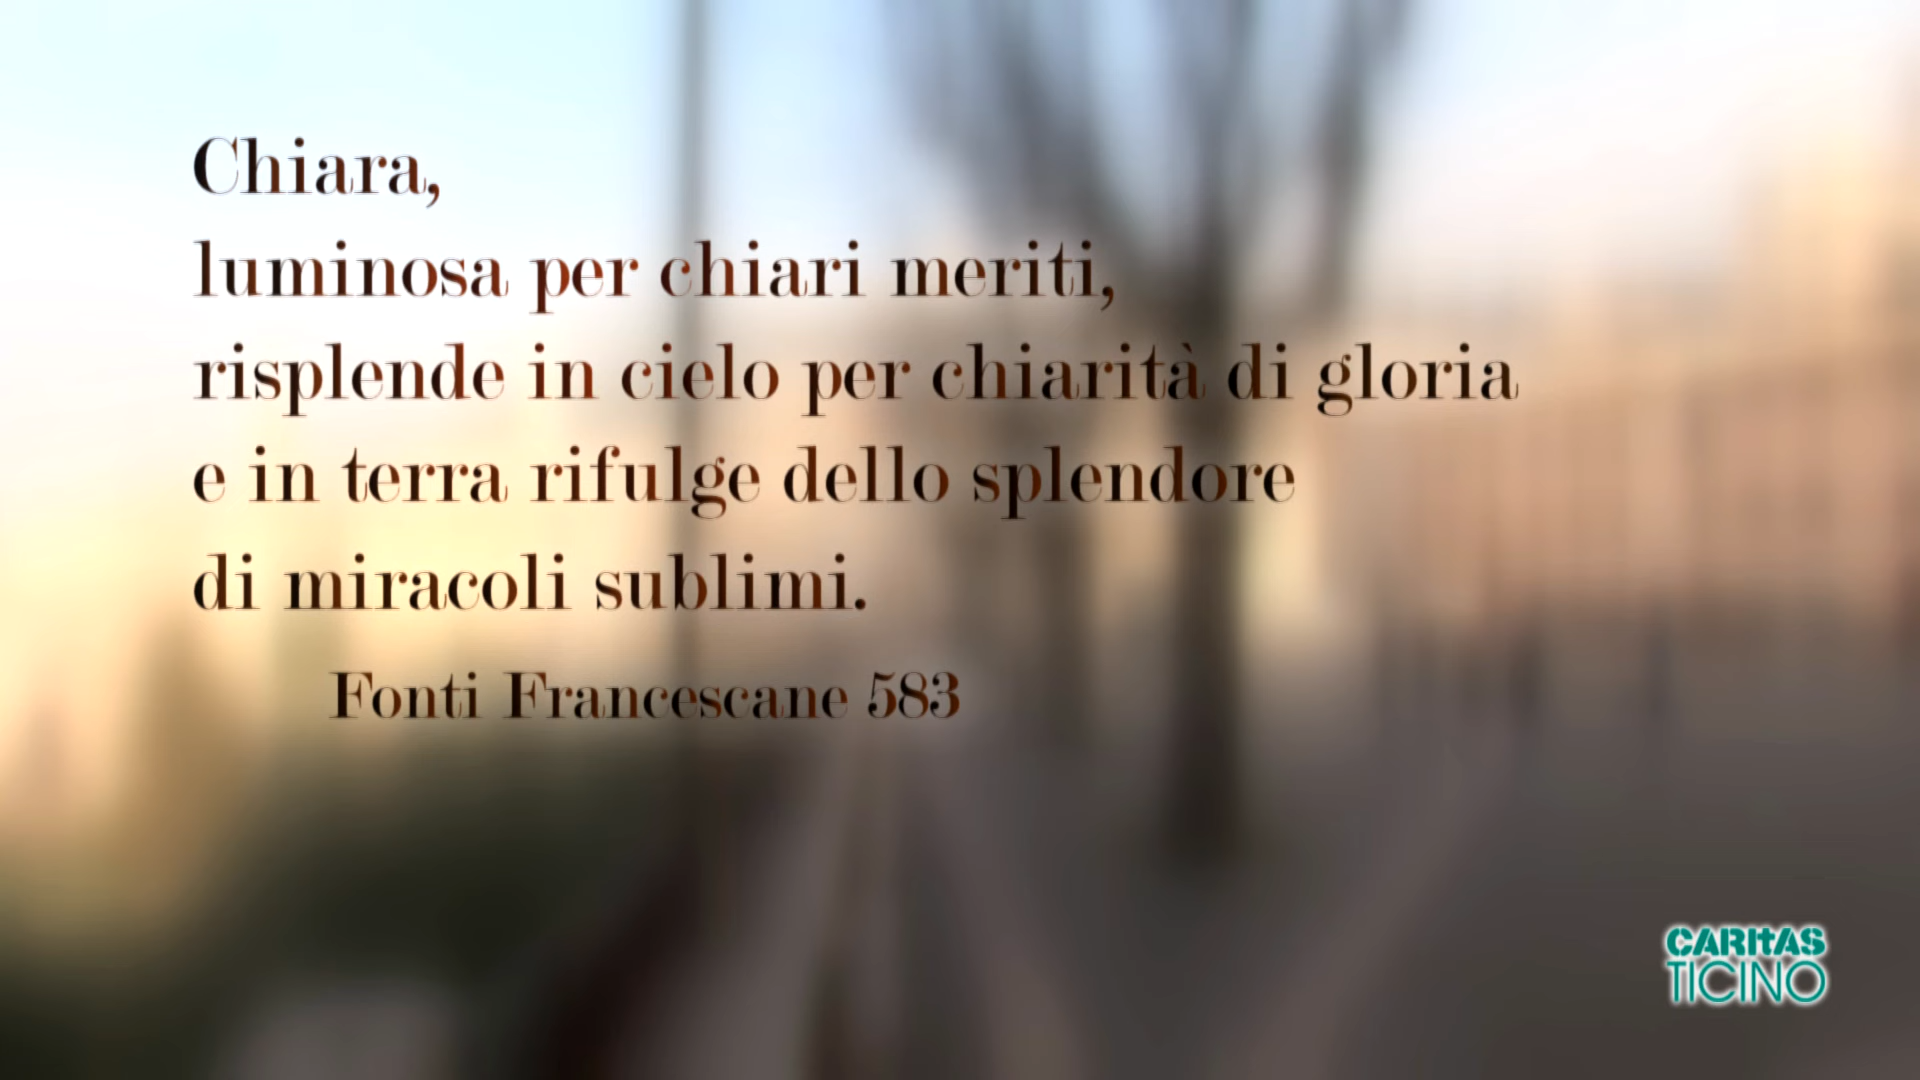 Chiara,
luminosa per chiari meriti,
risplende in cielo per chiarità di gloria
e in terra rifulge dello splendore
di miracoli sublimi.
Fonti Francescane 583
CARITAS
TICINO